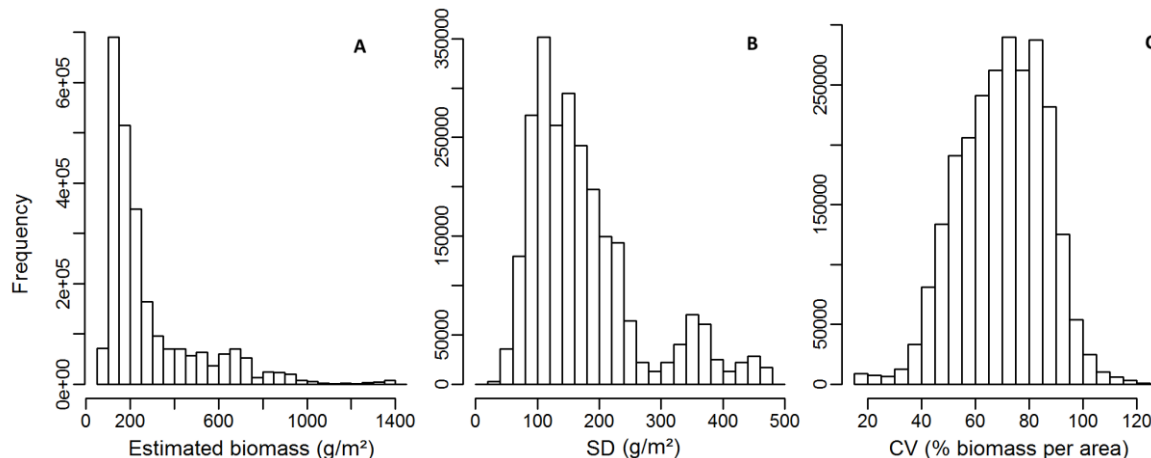 A
B
C
Frequency
6e+05
4e+05
2e+05
0e+00
0 200 600 1000 1400
Estimated biomass (g/m²)
350000
250000
150000
50000
0
0 100 200 300 400 500
SD (g/m²)
250000
150000
50000
0
20 40 60 80 100 120
CV (% biomass per area)